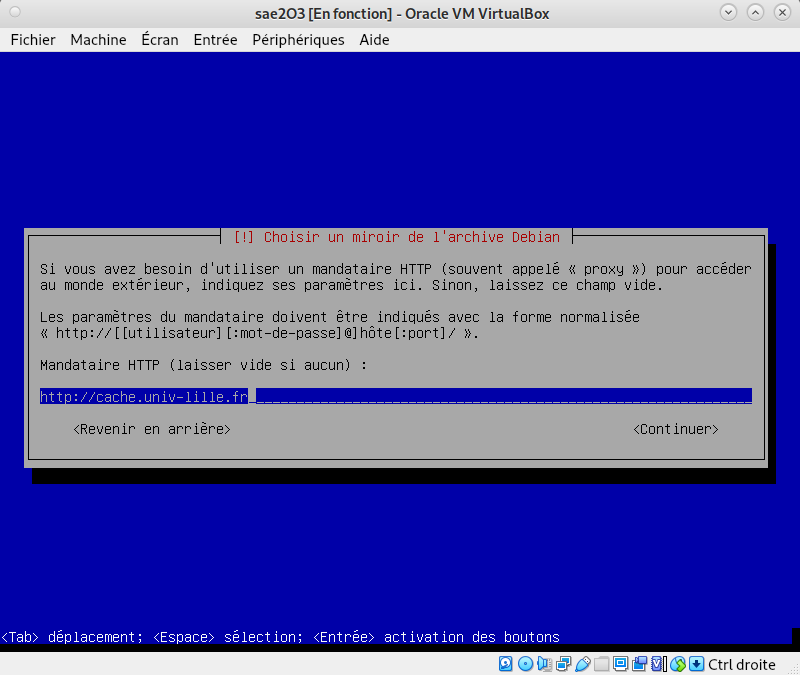 sae2O3 [En fonction] - Oracle VM VirtualBox
Fichier Machine Écran Entrée Périphériques Aide
[!] Choisir un miroir de l'archive Debian
Si vous avez besoin d'utiliser un mandataire HTTP (souvent appelé « proxy ») pour accéder
au monde extérieur, indiquez ses paramètres ici. Sinon, laissez ce champ vide.
Les paramètres du mandataire doivent être indiqués avec la forme normalisée
« http://[[utilisateur][:mot-de-passe]@]hôte[:port]/ ».
Mandataire HTTP (laisser vide si aucun) :
http://cache.univ-lille.fr
<Revenir en arrière> <Continuer>
<Tab> déplacement; <Espace> sélection; <Entrée> activation des boutons
Ctrl droite